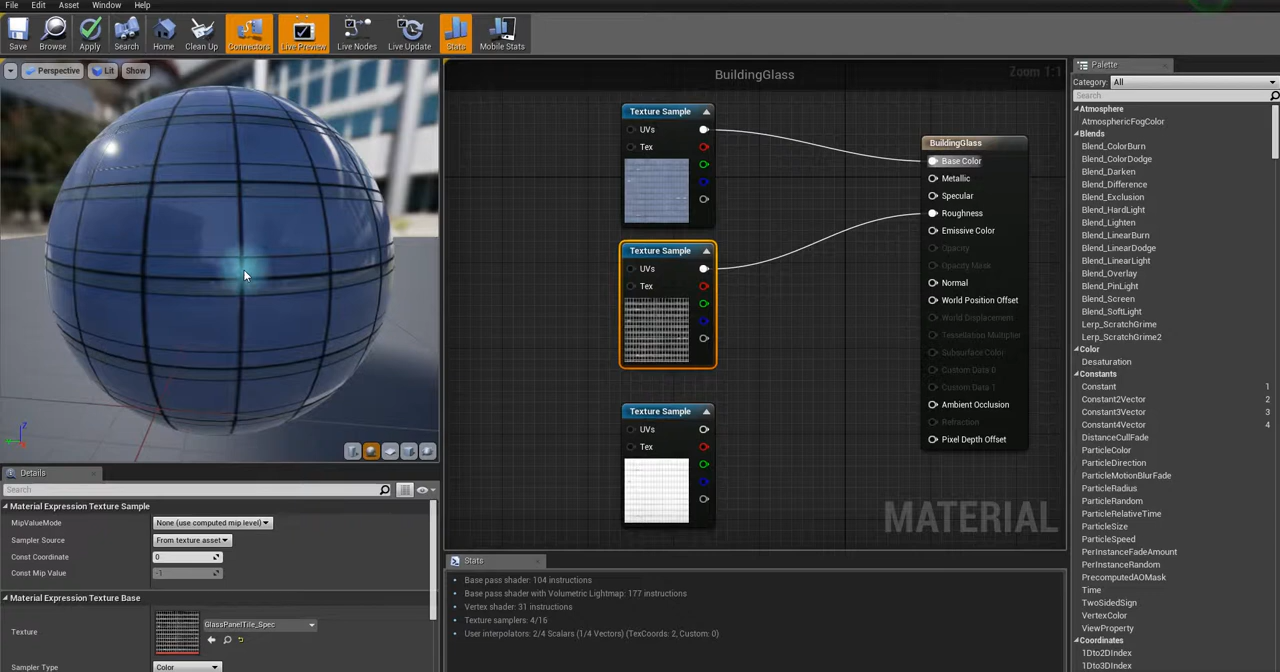 File Edit Asset Window Help
Save Browse Apply Search Home Clean Up Connectors Live Preview Live Nodes Live Update Stats Mobile Stats
Perspective Lit Show
BuildingGlass
Zoom 1:1
Texture Sample
UVs
Tex
Texture Sample
UVs
Tex
Texture Sample
UVs
Tex
BuildingGlass
Base Color
Metallic
Specular
Roughness
Emissive Color
Opacity
Opacity Mask
Normal
World Position Offset
World Displacement
Tessellation Multiplier
Subsurface Color
Custom Data 0
Custom Data 1
Ambient Occlusion
Refraction
Pixel Depth Offset
MATERIAL
Details
Search
Material Expression Texture Sample
MipValueMode None (use computed mip level)
Sampler Source From texture asset
Const Coordinate 0
Const Mip Value -1
Material Expression Texture Base
Texture GlassPanelTile_Spec
Sampler Type Color
Stats
Base pass shader: 104 instructions
Base pass shader with Volumetric Lightmap: 177 instructions
Vertex shader: 31 instructions
Texture samplers: 4/16
User interpolators: 2/4 Scalars (1/4 Vectors) (TexCoords: 2, Custom: 0)
Palette
Category: All
Search
Atmosphere
AtmosphericFogColor
Blends
Blend_ColorBurn
Blend_ColorDodge
Blend_Darken
Blend_Difference
Blend_Exclusion
Blend_HardLight
Blend_Lighten
Blend_LinearBurn
Blend_LinearDodge
Blend_LinearLight
Blend_Overlay
Blend_PinLight
Blend_Screen
Blend_SoftLight
Lerp_ScratchGrime
Lerp_ScratchGrime2
Color
Desaturation
Constants
Constant 1
Constant2Vector 2
Constant3Vector 3
Constant4Vector 4
DistanceCullFade
ParticleColor
ParticleDirection
ParticleMotionBlurFade
ParticleRadius
ParticleRandom
ParticleRelativeTime
ParticleSize
ParticleSpeed
PerInstanceFadeAmount
PerInstanceRandom
PrecomputedAOMask
Time
TwoSidedSign
VertexColor
ViewProperty
Coordinates
1Dto2DIndex
1Dto3DIndex